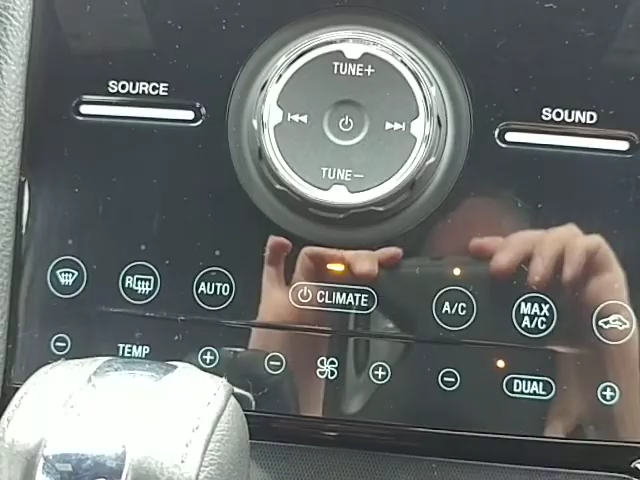 SOURCE
TUNE+
SOUND
TUNE−
R
AUTO
CLIMATE
A/C
MAX
A/C
TEMP
DUAL